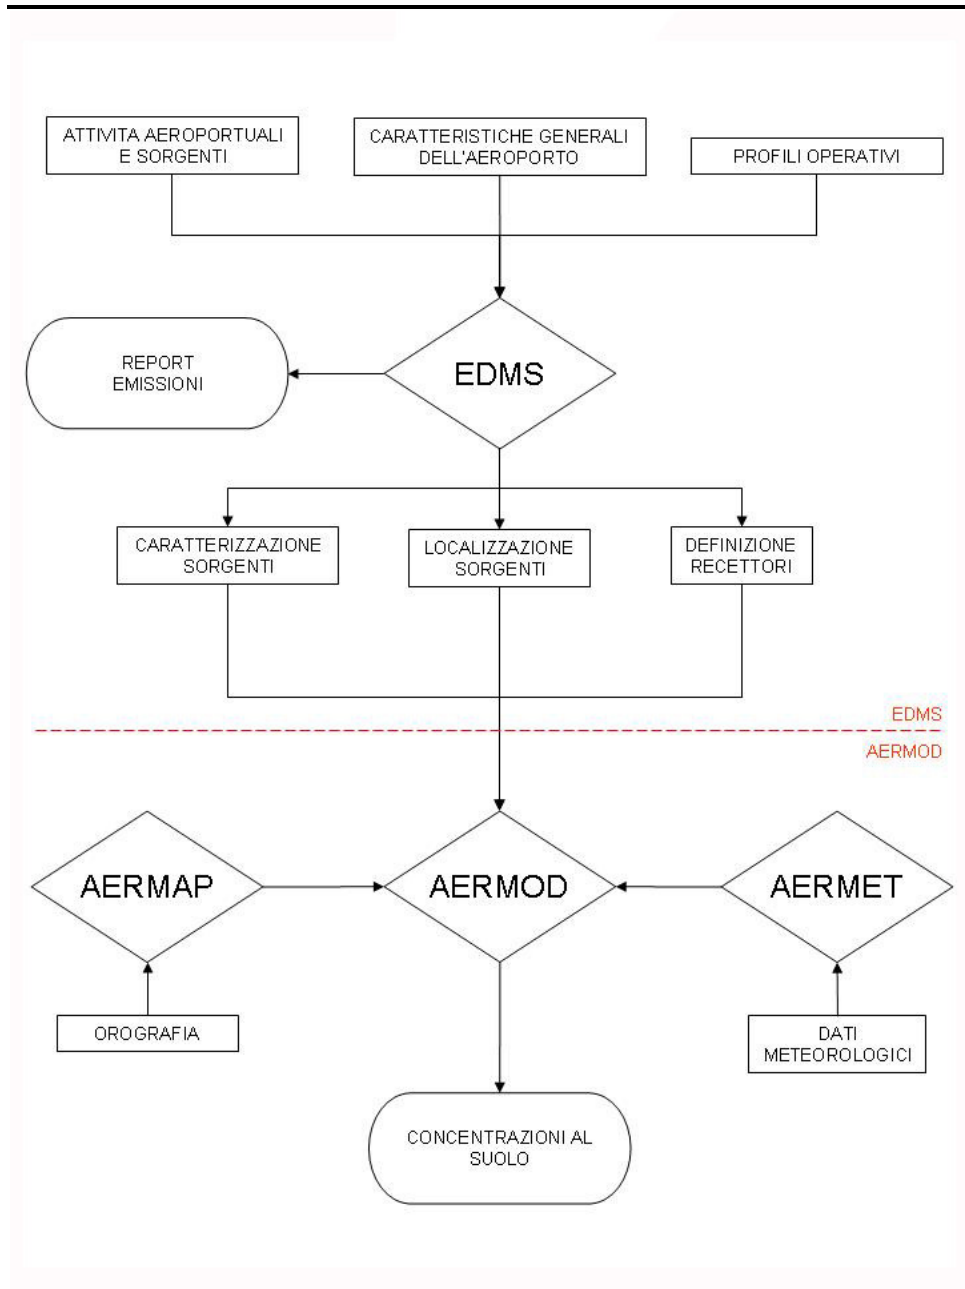 ATTIVITA AEROPORTUALI
E SORGENTI
CARATTERISTICHE GENERALI
DELL'AEROPORTO
PROFILI OPERATIVI
REPORT
EMISSIONI
EDMS
CARATTERIZZAZIONE
SORGENTI
LOCALIZZAZIONE
SORGENTI
DEFINIZIONE
RECETTORI
EDMS
AERMOD
AERMAP
AERMOD
AERMET
OROGRAFIA
DATI
METEOROLOGICI
CONCENTRAZIONI AL
SUOLO